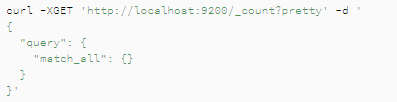 curl -XGET 'http://localhost:9200/_count?pretty' -d '
{
  "query": {
    "match_all": {}
  }
}'